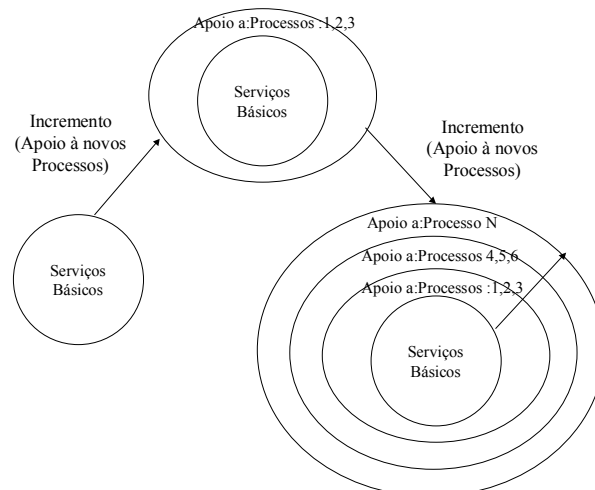 Apoio a:Processos :1,2,3
Serviços
Básicos
Incremento
(Apoio à novos
Processos)
Incremento
(Apoio à novos
Processos)
Serviços
Básicos
Apoio a:Processo N
Apoio a:Processos 4,5,6
Apoio a:Processos :1,2,3
Serviços
Básicos